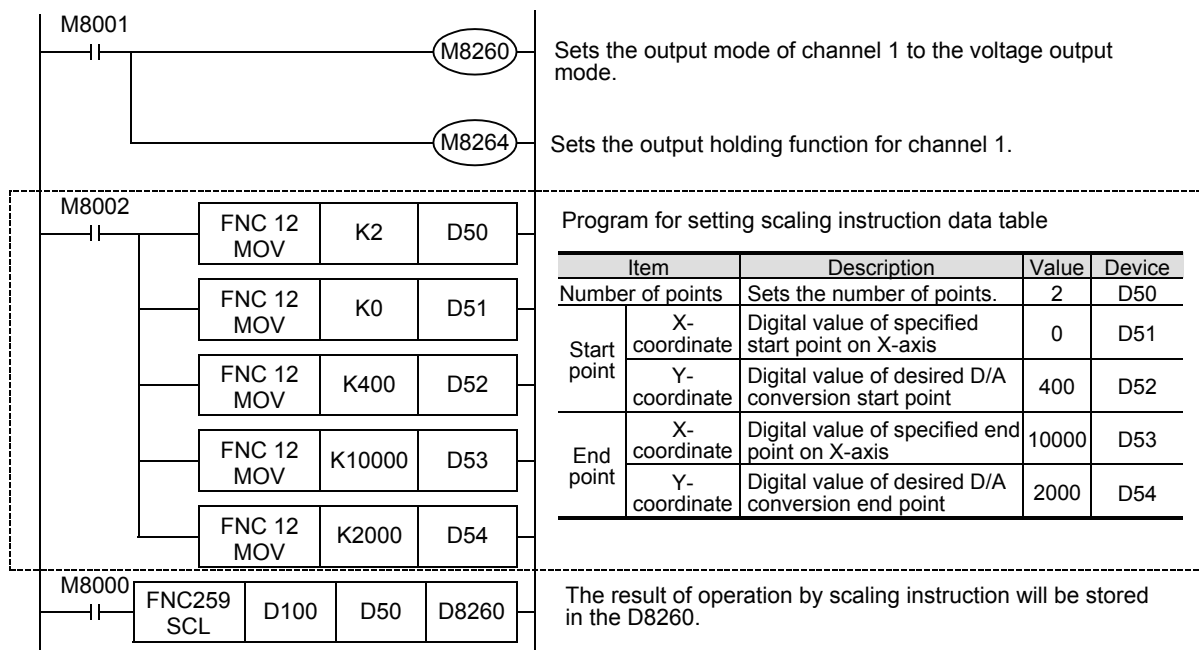 M8001
M8260
Sets the output mode of channel 1 to the voltage output
mode.
M8264
Sets the output holding function for channel 1.
M8002
FNC 12
MOV
K2
D50
FNC 12
MOV
K0
D51
FNC 12
MOV
K400
D52
FNC 12
MOV
K10000
D53
FNC 12
MOV
K2000
D54
Program for setting scaling instruction data table
Item Description Value Device
Number of points Sets the number of points. 2 D50
Start
point
X-
coordinate
Digital value of specified
start point on X-axis
0
D51
Y-
coordinate
Digital value of desired D/A
conversion start point
400
D52
End
point
X-
coordinate
Digital value of specified end
point on X-axis
10000
D53
Y-
coordinate
Digital value of desired D/A
conversion end point
2000
D54
M8000
FNC259
SCL
D100
D50
D8260
The result of operation by scaling instruction will be stored
in the D8260.